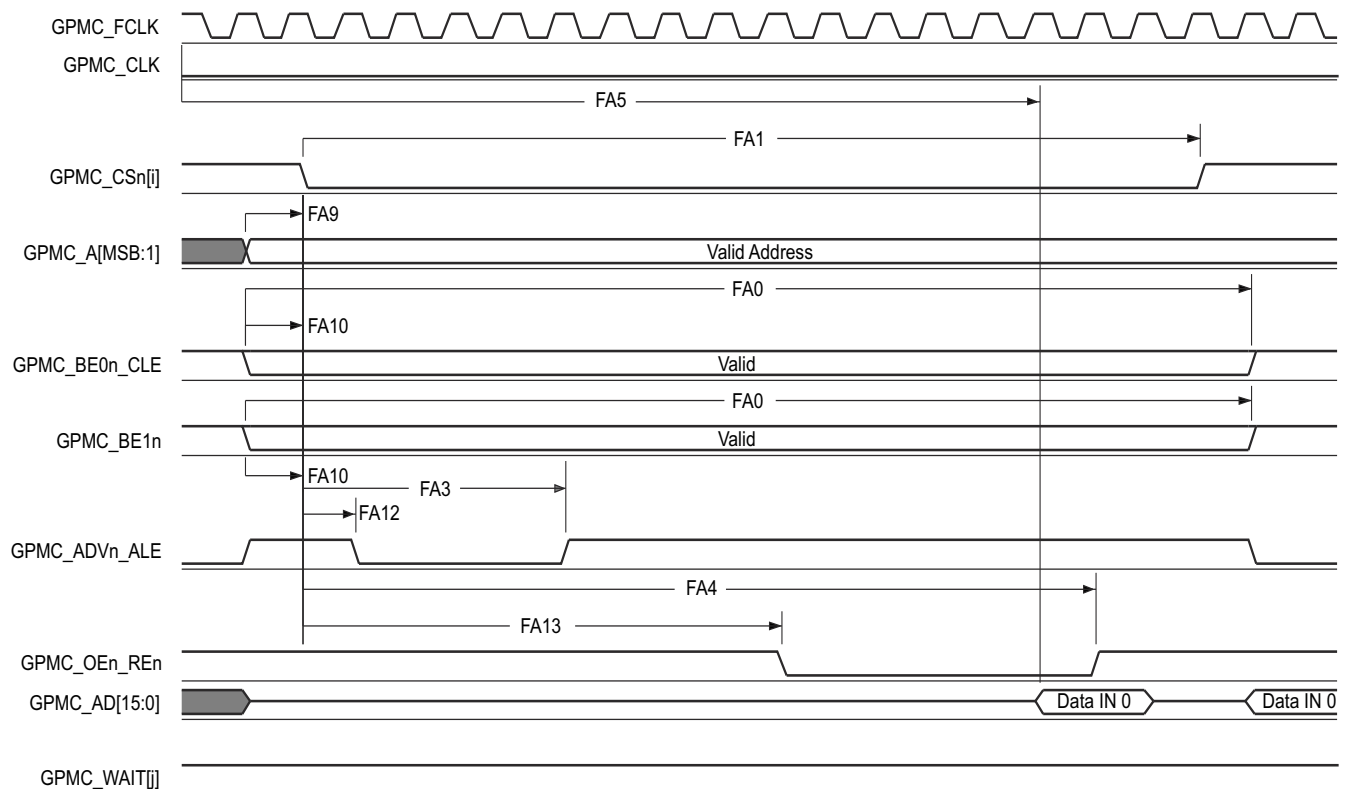 GPMC_FCLK
GPMC_CLK
FA5
FA1
GPMC_CSn[i]
FA9
GPMC_A[MSB:1]
Valid Address
FA0
FA10
GPMC_BE0n_CLE
Valid
FA0
GPMC_BE1n
Valid
FA10
FA3
FA12
GPMC_ADVn_ALE
FA4
FA13
GPMC_OEn_REn
GPMC_AD[15:0]
Data IN 0
Data IN 0
GPMC_WAIT[j]